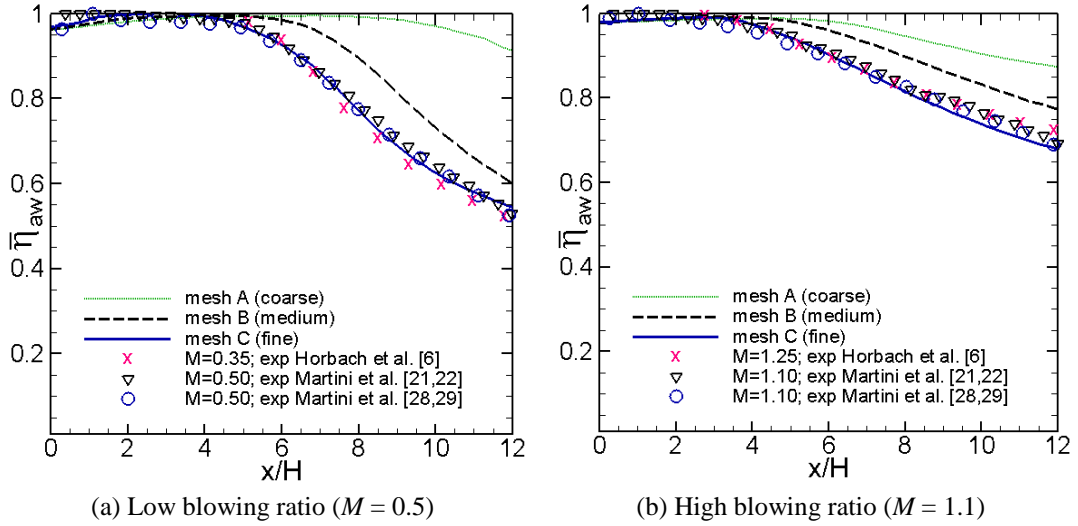 1
0.8
0.6
η̅aw
0.4
0.2
mesh A (coarse)
mesh B (medium)
mesh C (fine)
M=0.35; exp Horbach et al. [6]
M=0.50; exp Martini et al. [21,22]
M=0.50; exp Martini et al. [28,29]
0 2 4 6 8 10 12
x/H
(a) Low blowing ratio (M = 0.5)
1
0.8
0.6
η̅aw
0.4
0.2
mesh A (coarse)
mesh B (medium)
mesh C (fine)
M=1.25; exp Horbach et al. [6]
M=1.10; exp Martini et al. [21,22]
M=1.10; exp Martini et al. [28,29]
0 2 4 6 8 10 12
x/H
(b) High blowing ratio (M = 1.1)